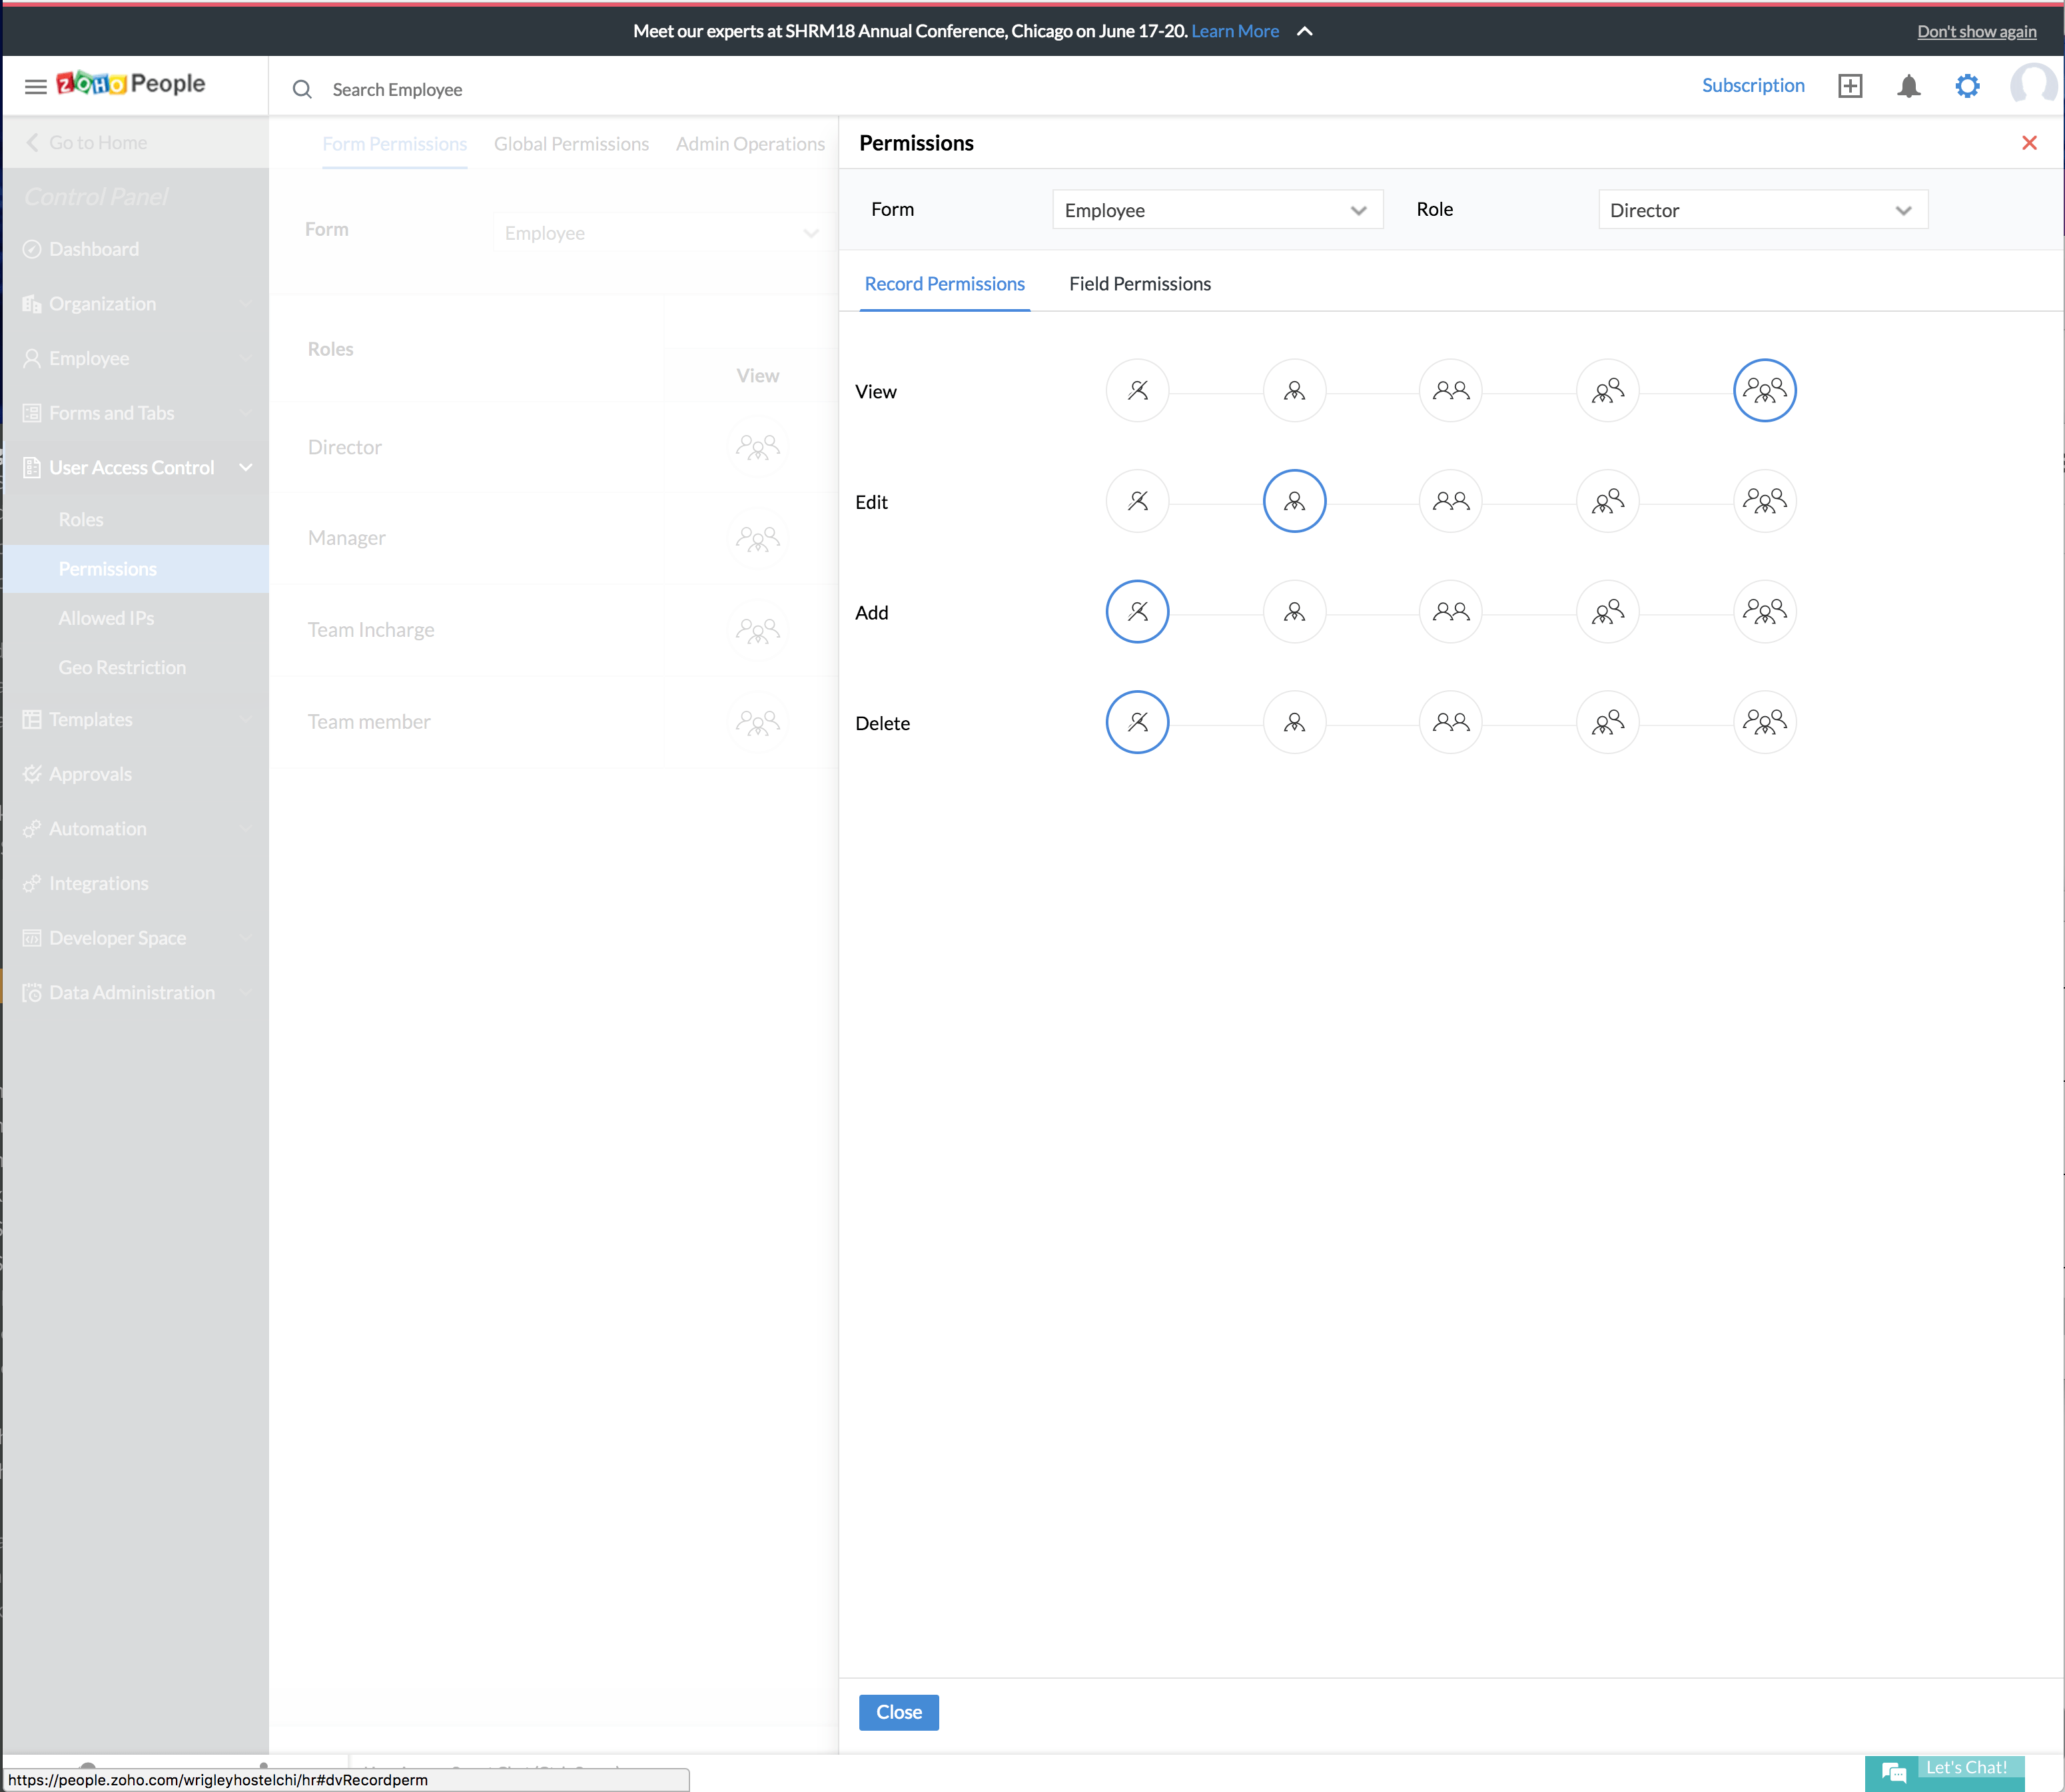 Meet our experts at SHRM18 Annual Conference, Chicago on June 17-20. Learn More
Don't show again
ZOHO People
Search Employee
Subscription
Go to Home
Form Permissions
Global Permissions
Admin Operations
Control Panel
Dashboard
Organization
Employee
Forms and Tabs
User Access Control
Roles
Permissions
Allowed IPs
Geo Restriction
Templates
Approvals
Automation
Integrations
Developer Space
Data Administration
Form
Employee
Roles
View
Director
Manager
Team Incharge
Team member
Permissions
Form
Employee
Role
Director
Record Permissions
Field Permissions
View
Edit
Add
Delete
Close
https://people.zoho.com/wrigleyhostelchi/hr#dvRecordperm
Let's Chat!